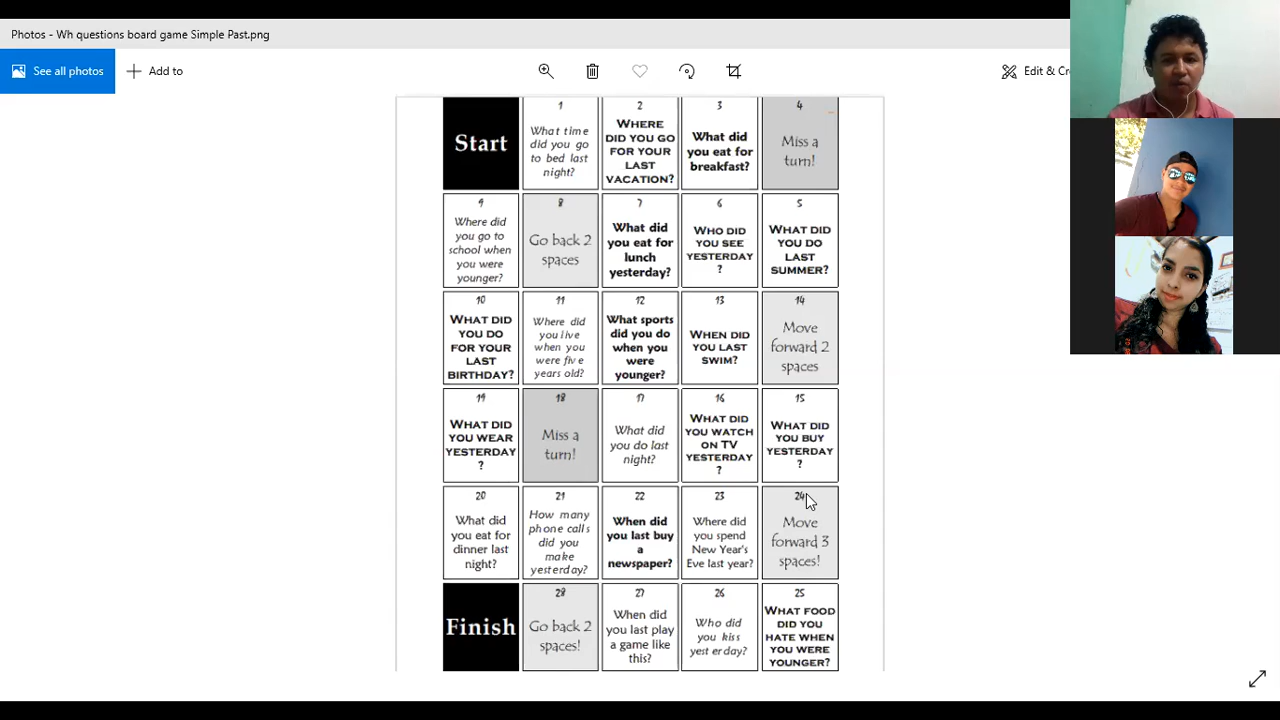 Photos - Wh questions board game Simple Past.png
See all photos
Add to
Edit & Cr
Start
1
What time
did you go
to bed last
night?
2
WHERE
DID YOU GO
FOR YOUR
LAST
VACATION?
3
What did
you eat for
breakfast?
4
Miss a
turn!
9
Where did
you go to
school when
you were
younger?
8
Go back 2
spaces
7
What did
you eat for
lunch
yesterday?
6
WHO DID
YOU SEE
YESTERDAY
?
5
WHAT DID
YOU DO
LAST
SUMMER?
10
WHAT DID
YOU DO
FOR YOUR
LAST
BIRTHDAY?
11
Where did
you live
when you
were five
years old?
12
What sports
did you do
when you
were
younger?
13
WHEN DID
YOU LAST
SWIM?
14
Move
forward 2
spaces
19
WHAT DID
YOU WEAR
YESTERDAY
?
18
Miss a
turn!
17
What did
you do last
night?
16
WHAT DID
YOU WATCH
ON TV
YESTERDAY
?
15
WHAT DID
YOU BUY
YESTERDAY
?
20
What did
you eat for
dinner last
night?
21
How many
phone calls
did you
make
yesterday?
22
When did
you last buy
a
newspaper?
23
Where did
you spend
New Year's
Eve last year?
24
Move
forward 3
spaces!
Finish
28
Go back 2
spaces!
27
When did
you last play
a game like
this?
26
Who did
you kiss
yesterday?
25
WHAT FOOD
DID YOU
HATE WHEN
YOU WERE
YOUNGER?